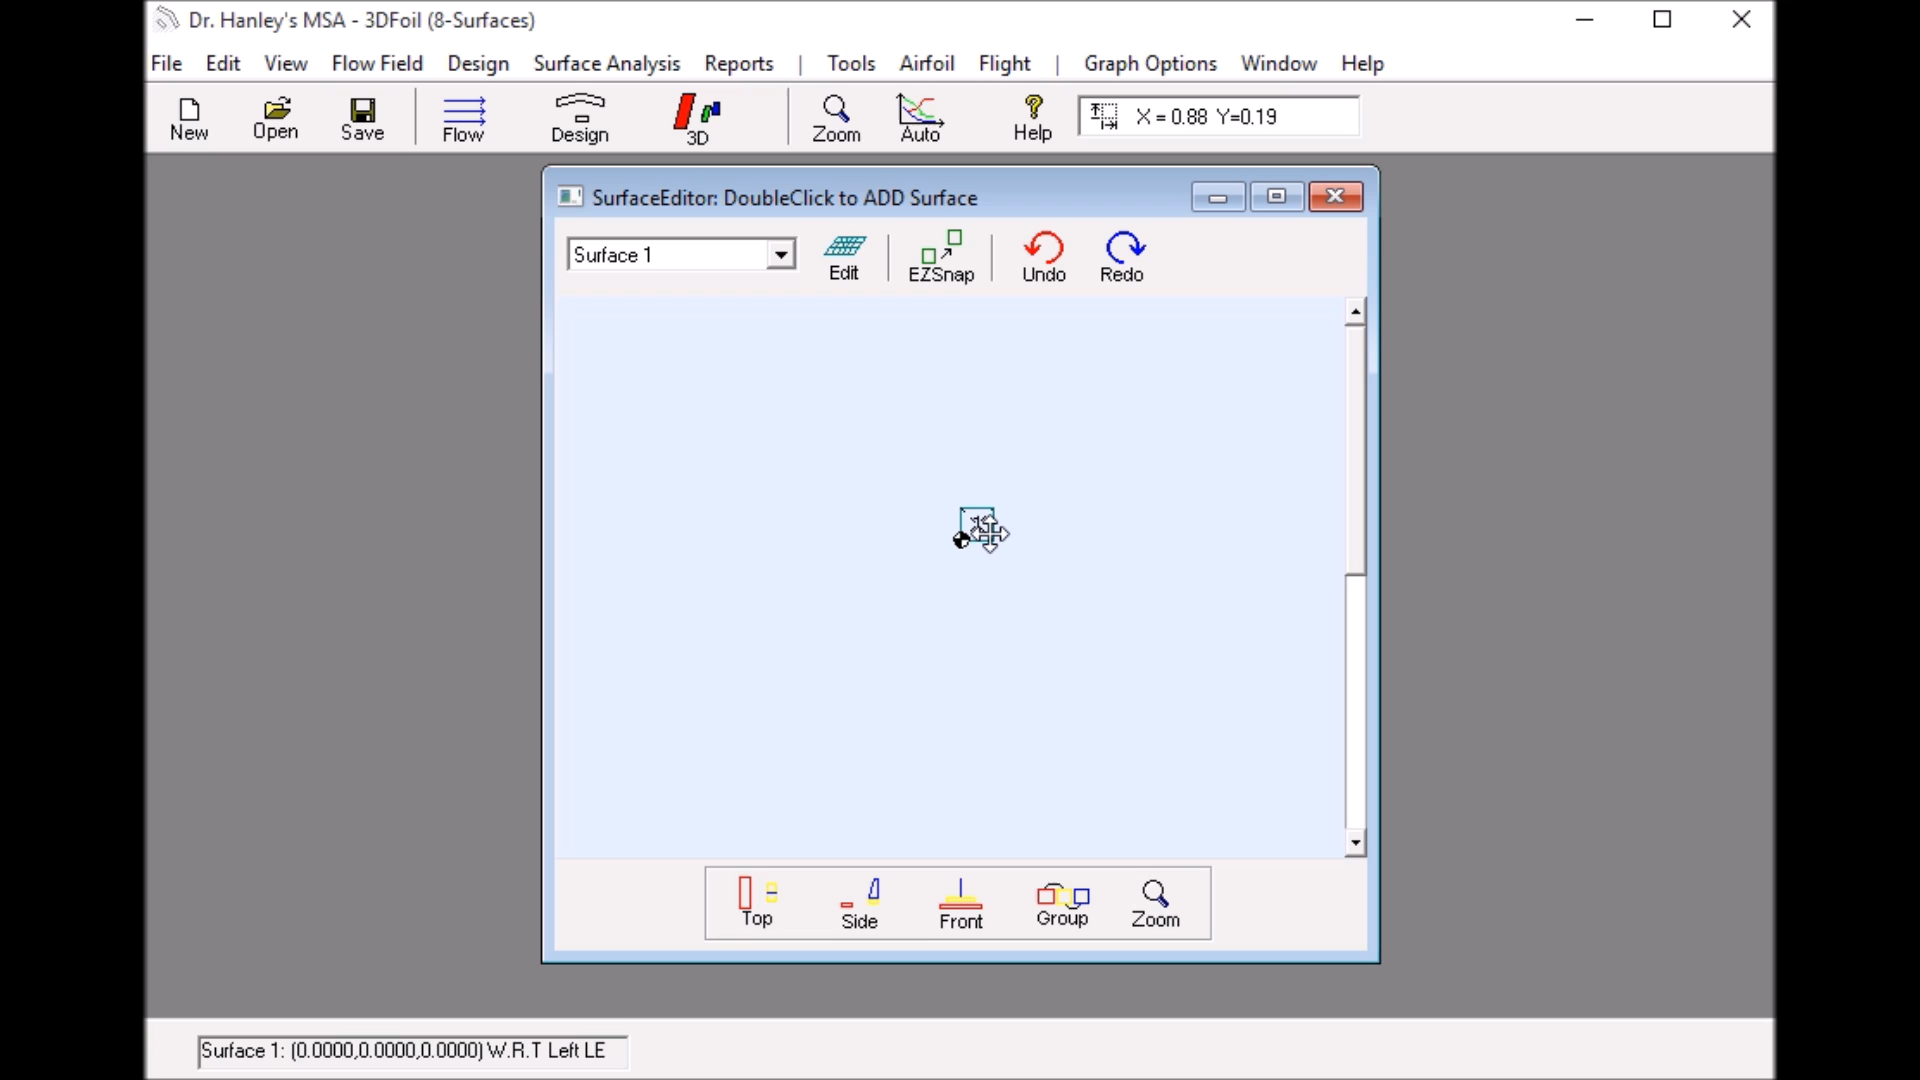 Dr. Hanley's MSA - 3DFoil (8-Surfaces)
File Edit View Flow Field Design Surface Analysis Reports | Tools Airfoil Flight | Graph Options Window Help
New Open Save Flow Design 3D Zoom Auto Help X = 0.88 Y=0.19
SurfaceEditor: DoubleClick to ADD Surface
Surface 1 Edit EZSnap Undo Redo
Top Side Front Group Zoom
Surface 1: (0.0000,0.0000,0.0000) W.R.T Left LE